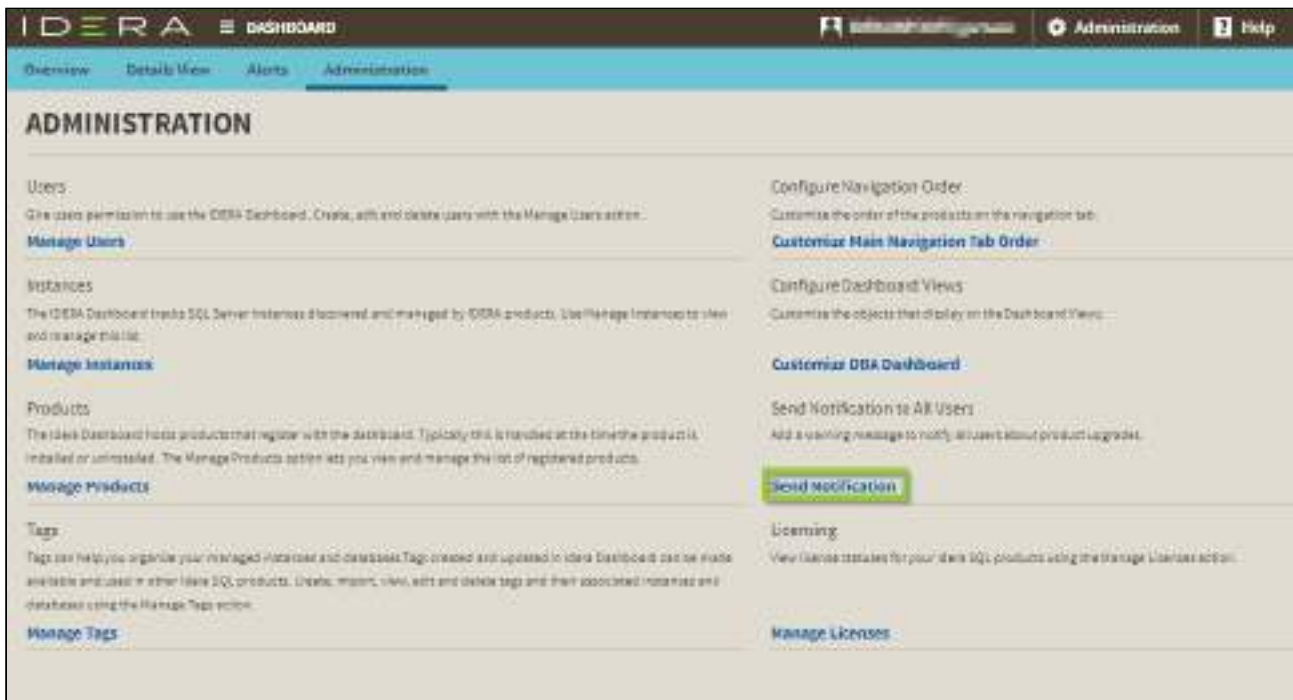 IDERA DASHBOARD
Administration
Help
Overview Details View Alerts Administration
ADMINISTRATION
Users
Give users permission to use the IDERA Dashboard. Create, edit and delete users with the Manage Users action.
Manage Users
Configure Navigation Order
Customize the order of the products on the navigation tab.
Customize Main Navigation Tab Order
Instances
The IDERA Dashboard tracks SQL Server instances discovered and managed by IDERA products. Use Manage Instances to view
and manage this list.
Manage Instances
Configure Dashboard Views
Customize the objects that display on the Dashboard Views.
Customize DBA Dashboard
Products
The Idera Dashboard hosts products that register with the dashboard. Typically this is handled at the time the product is
installed or uninstalled. The Manage Products option lets you view and manage the list of registered products.
Manage Products
Send Notification to All Users
Add a warning message to notify all users about product upgrades.
Send Notification
Tags
Tags can help you organize your managed instances and databases. Tags created and updated in Idera Dashboard can be made
available and used in other Idera SQL products. Create, import, view, edit and delete tags and their associated instances and
databases using the Manage Tags action.
Manage Tags
Licensing
View license statuses for your Idera SQL products using the Manage Licenses action.
Manage Licenses